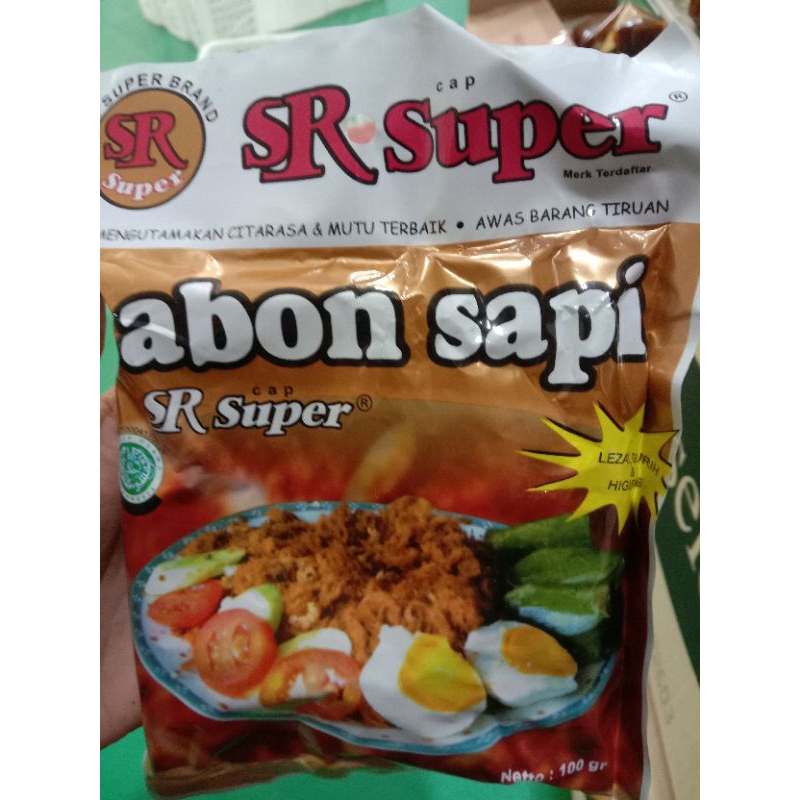 SUPER BRAND
SR
Super
cap
SR Super ®
Merk Terdaftar
MENGUTAMAKAN CITARASA & MUTU TERBAIK • AWAS BARANG TIRUAN
abon sapi
cap
SR Super ®
Netto : 100 gr